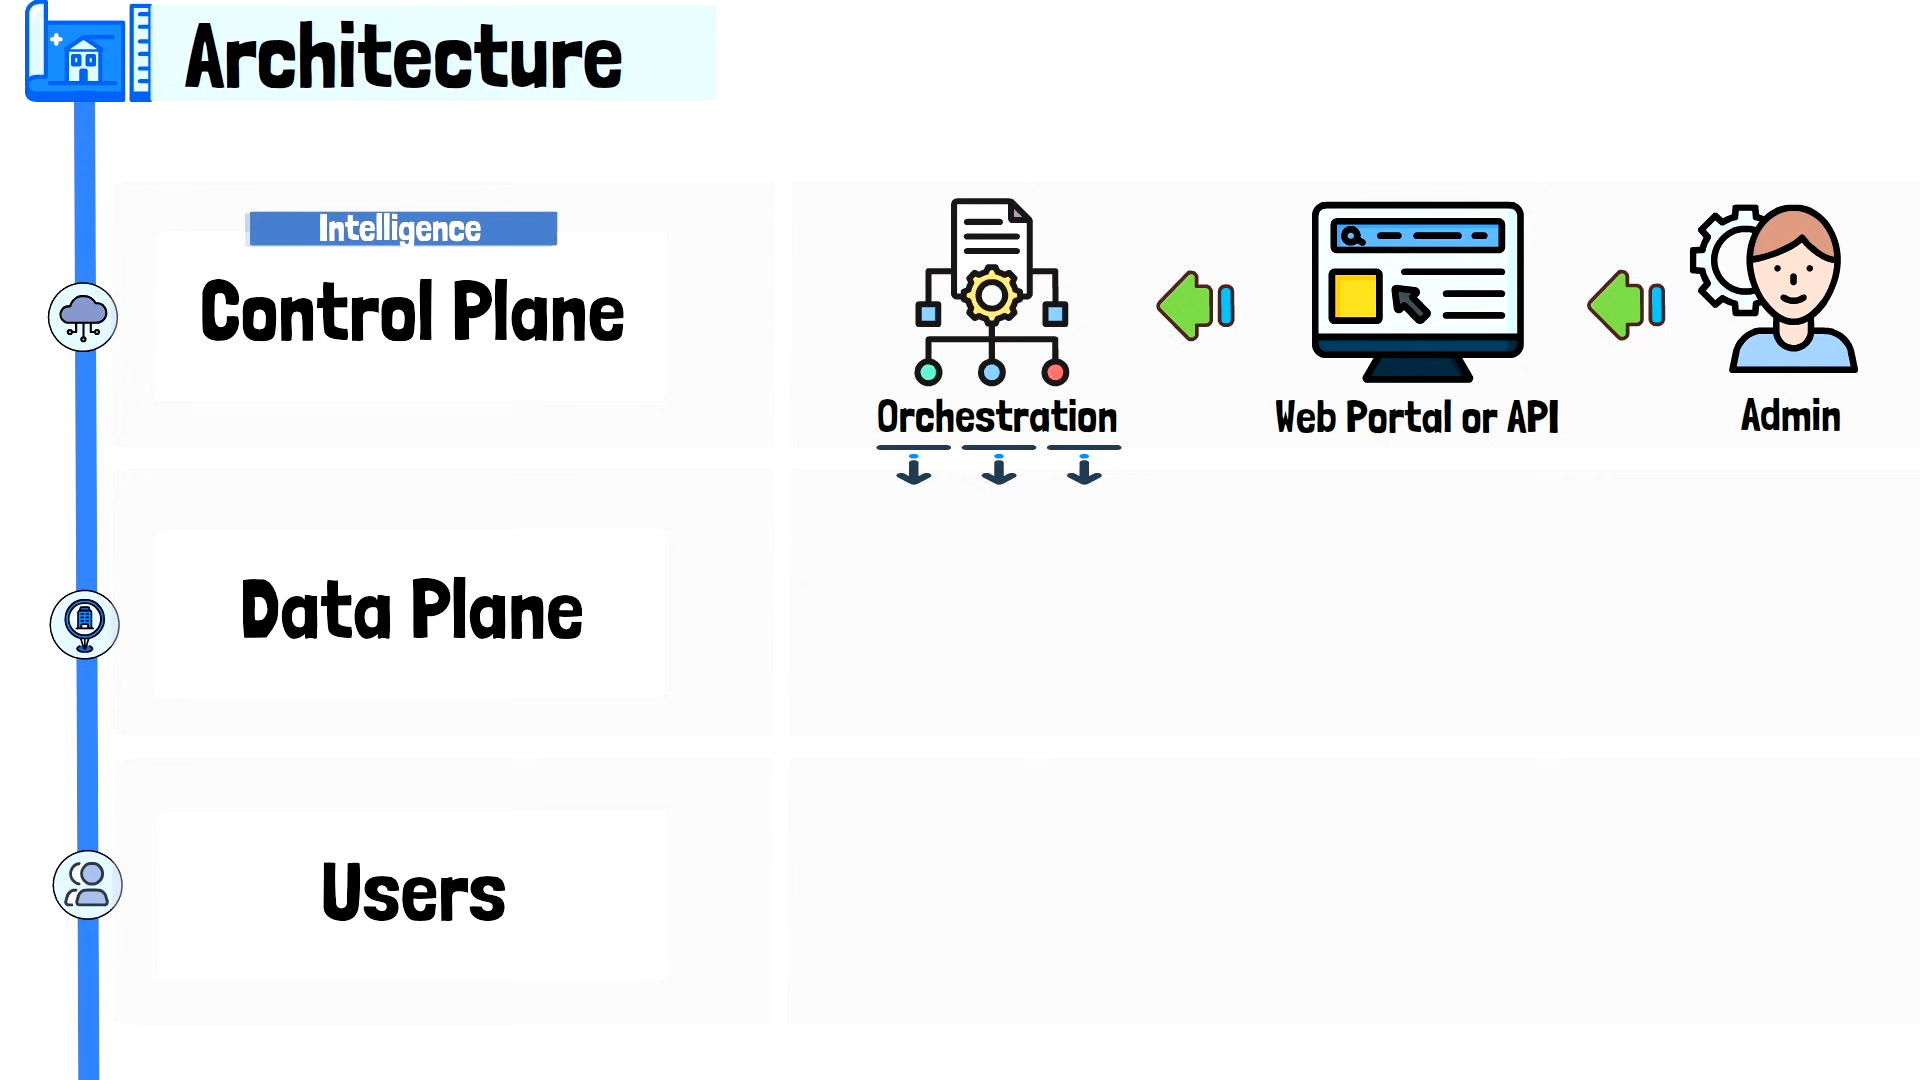 Architecture
Intelligence
Control Plane
Orchestration
Web Portal or API
Admin
Data Plane
Users